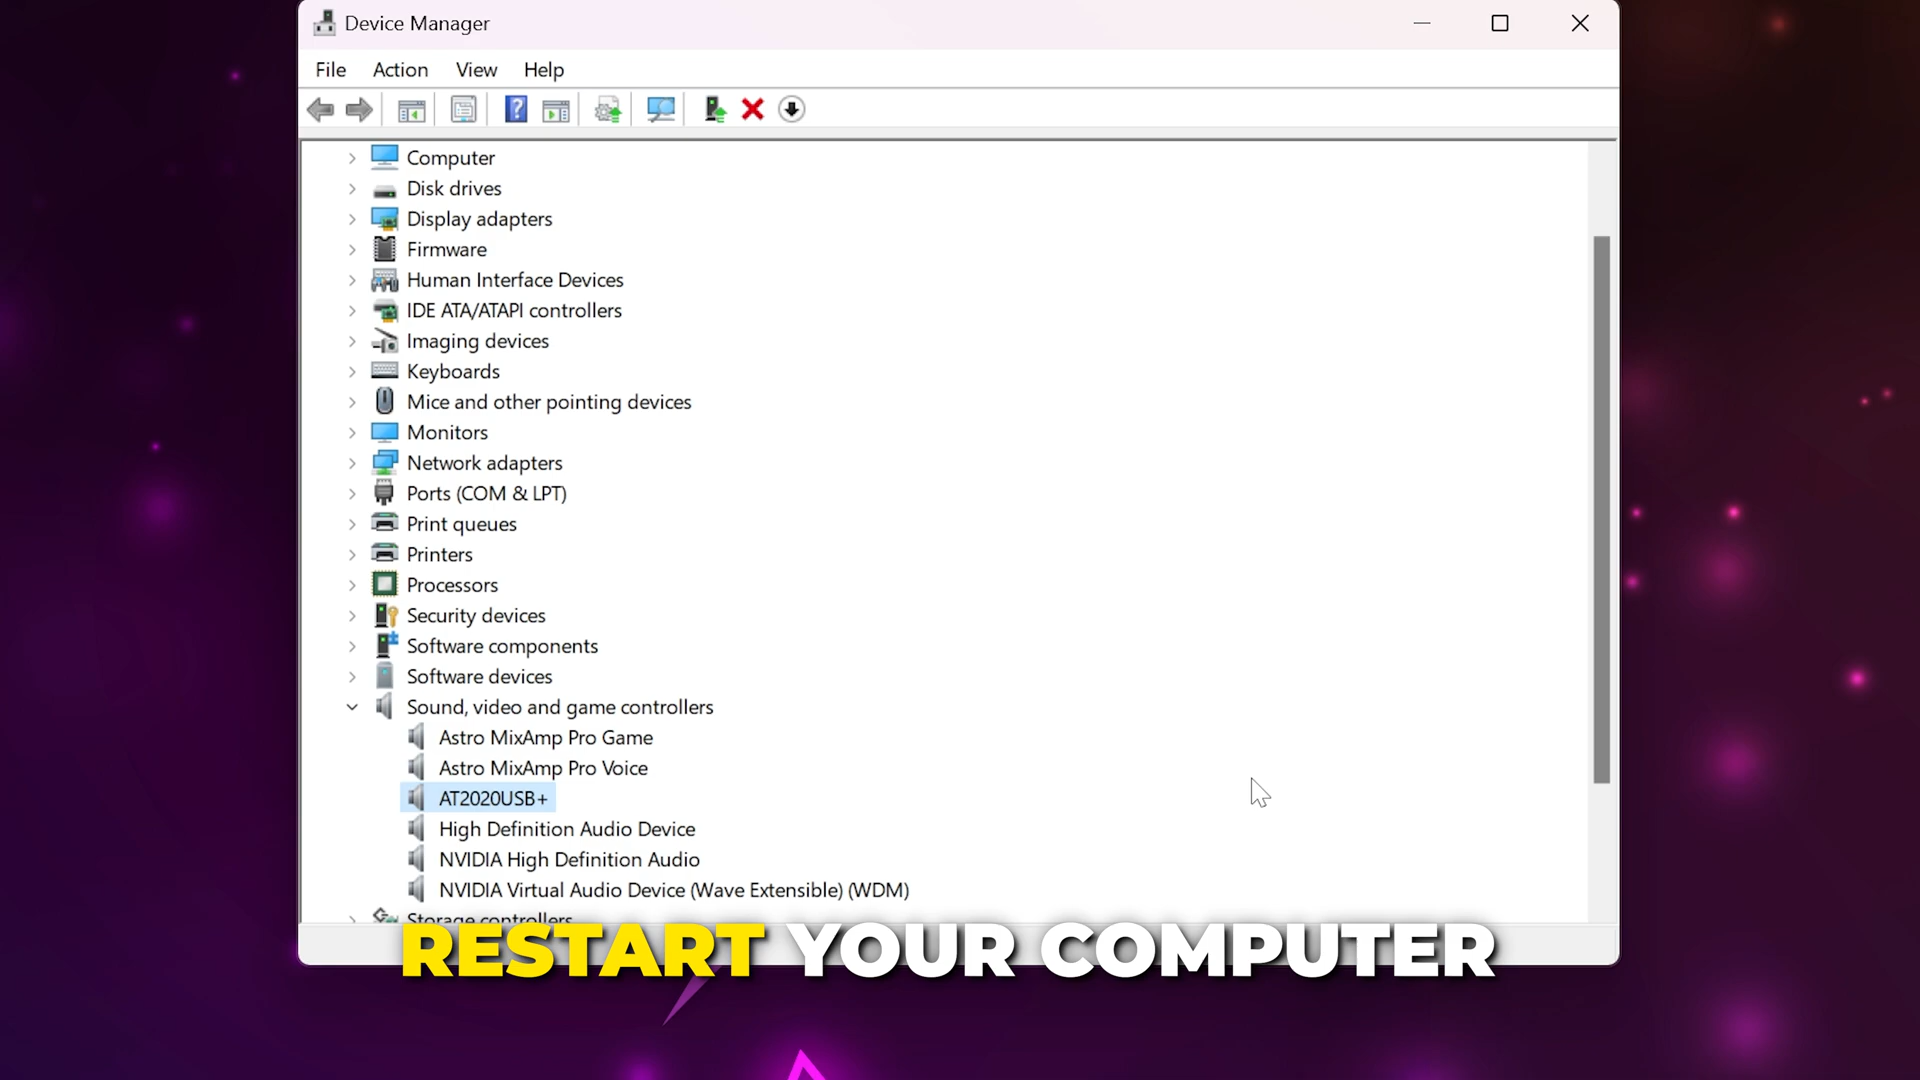 Device Manager
File Action View Help
Computer
Disk drives
Display adapters
Firmware
Human Interface Devices
IDE ATA/ATAPI controllers
Imaging devices
Keyboards
Mice and other pointing devices
Monitors
Network adapters
Ports (COM & LPT)
Print queues
Printers
Processors
Security devices
Software components
Software devices
Sound, video and game controllers
Astro MixAmp Pro Game
Astro MixAmp Pro Voice
AT2020USB+
High Definition Audio Device
NVIDIA High Definition Audio
NVIDIA Virtual Audio Device (Wave Extensible) (WDM)
Storage controllers
RESTART YOUR COMPUTER